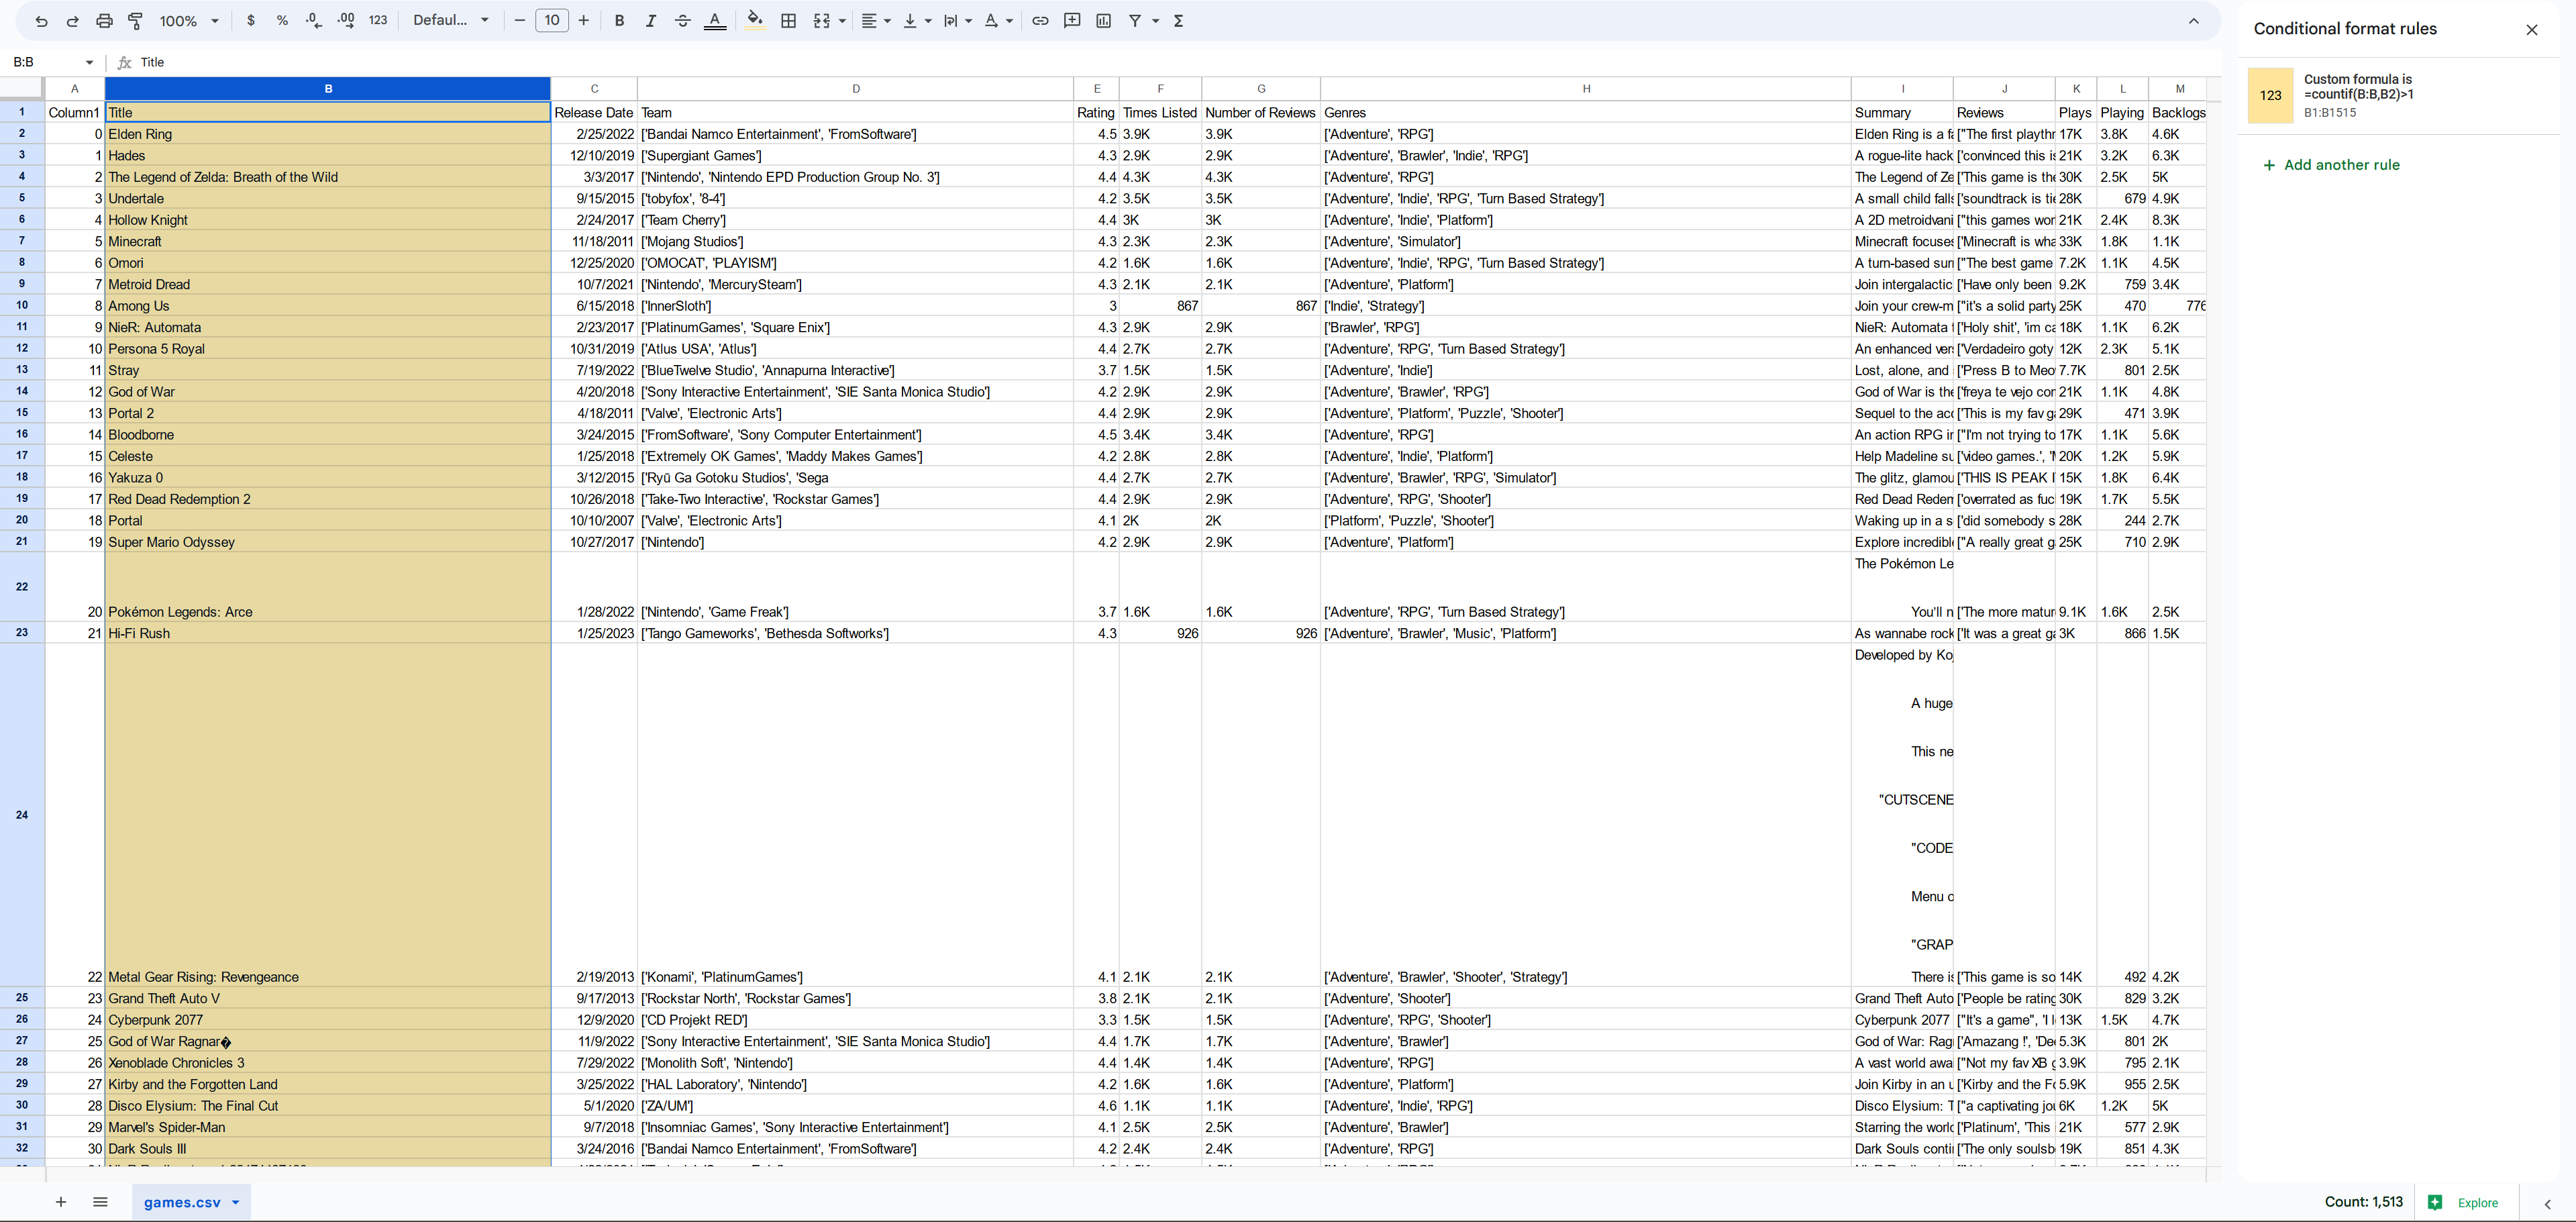 100% $ % .0 .00 123 Defaul... 10 B I A Σ
Conditional format rules
B:B fx Title
Custom formula is
=countif(B:B,B2)>1
B1:B1515
123
Add another rule
A B C D E F G H I J K L M
1 Column1 Title Release Date Team Rating Times Listed Number of Reviews Genres Summary Reviews Plays Playing Backlogs
2 0 Elden Ring 2/25/2022 ['Bandai Namco Entertainment', 'FromSoftware'] 4.5 3.9K 3.9K ['Adventure', 'RPG'] Elden Ring is a fa ["The first playthr 17K 3.8K 4.6K
3 1 Hades 12/10/2019 ['Supergiant Games'] 4.3 2.9K 2.9K ['Adventure', 'Brawler', 'Indie', 'RPG'] A rogue-lite hack ['convinced this is 21K 3.2K 6.3K
4 2 The Legend of Zelda: Breath of the Wild 3/3/2017 ['Nintendo', 'Nintendo EPD Production Group No. 3'] 4.4 4.3K 4.3K ['Adventure', 'RPG'] The Legend of Ze ['This game is the 30K 2.5K 5K
5 3 Undertale 9/15/2015 ['tobyfox', '8-4'] 4.2 3.5K 3.5K ['Adventure', 'Indie', 'RPG', 'Turn Based Strategy'] A small child falls ['soundtrack is tie 28K 679 4.9K
6 4 Hollow Knight 2/24/2017 ['Team Cherry'] 4.4 3K 3K ['Adventure', 'Indie', 'Platform'] A 2D metroidvani ["this games wor 21K 2.4K 8.3K
7 5 Minecraft 11/18/2011 ['Mojang Studios'] 4.3 2.3K 2.3K ['Adventure', 'Simulator'] Minecraft focuses ['Minecraft is wha 33K 1.8K 1.1K
8 6 Omori 12/25/2020 ['OMOCAT', 'PLAYISM'] 4.2 1.6K 1.6K ['Adventure', 'Indie', 'RPG', 'Turn Based Strategy'] A turn-based surr ["The best game 7.2K 1.1K 4.5K
9 7 Metroid Dread 10/7/2021 ['Nintendo', 'MercurySteam'] 4.3 2.1K 2.1K ['Adventure', 'Platform'] Join intergalactic ['Have only been 9.2K 759 3.4K
10 8 Among Us 6/15/2018 ['InnerSloth'] 3 867 867 ['Indie', 'Strategy'] Join your crew-m ["it's a solid party 25K 470 776
11 9 NieR: Automata 2/23/2017 ['PlatinumGames', 'Square Enix'] 4.3 2.9K 2.9K ['Brawler', 'RPG'] NieR: Automata t ['Holy shit', 'im ca 18K 1.1K 6.2K
12 10 Persona 5 Royal 10/31/2019 ['Atlus USA', 'Atlus'] 4.4 2.7K 2.7K ['Adventure', 'RPG', 'Turn Based Strategy'] An enhanced vers ['Verdadeiro goty 12K 2.3K 5.1K
13 11 Stray 7/19/2022 ['BlueTwelve Studio', 'Annapurna Interactive'] 3.7 1.5K 1.5K ['Adventure', 'Indie'] Lost, alone, and ['Press B to Meo 7.7K 801 2.5K
14 12 God of War 4/20/2018 ['Sony Interactive Entertainment', 'SIE Santa Monica Studio'] 4.2 2.9K 2.9K ['Adventure', 'Brawler', 'RPG'] God of War is the ['freya te vejo cor 21K 1.1K 4.8K
15 13 Portal 2 4/18/2011 ['Valve', 'Electronic Arts'] 4.4 2.9K 2.9K ['Adventure', 'Platform', 'Puzzle', 'Shooter'] Sequel to the acc ['This is my fav ga 29K 471 3.9K
16 14 Bloodborne 3/24/2015 ['FromSoftware', 'Sony Computer Entertainment'] 4.5 3.4K 3.4K ['Adventure', 'RPG'] An action RPG in ["I'm not trying to 17K 1.1K 5.6K
17 15 Celeste 1/25/2018 ['Extremely OK Games', 'Maddy Makes Games'] 4.2 2.8K 2.8K ['Adventure', 'Indie', 'Platform'] Help Madeline su ['video games.', 'M 20K 1.2K 5.9K
18 16 Yakuza 0 3/12/2015 ['Ryū Ga Gotoku Studios', 'Sega 4.4 2.7K 2.7K ['Adventure', 'Brawler', 'RPG', 'Simulator'] The glitz, glamou ['THIS IS PEAK 15K 1.8K 6.4K
19 17 Red Dead Redemption 2 10/26/2018 ['Take-Two Interactive', 'Rockstar Games'] 4.4 2.9K 2.9K ['Adventure', 'RPG', 'Shooter'] Red Dead Reden ['overrated as fuc 19K 1.7K 5.5K
20 18 Portal 10/10/2007 ['Valve', 'Electronic Arts'] 4.1 2K 2K ['Platform', 'Puzzle', 'Shooter'] Waking up in a s ['did somebody s 28K 244 2.7K
21 19 Super Mario Odyssey 10/27/2017 ['Nintendo'] 4.2 2.9K 2.9K ['Adventure', 'Platform'] Explore incredible ["A really great g 25K 710 2.9K
The Pokémon Le
22 20 Pokémon Legends: Arce 1/28/2022 ['Nintendo', 'Game Freak'] 3.7 1.6K 1.6K ['Adventure', 'RPG', 'Turn Based Strategy'] You'll n ['The more matur 9.1K 1.6K 2.5K
23 21 Hi-Fi Rush 1/25/2023 ['Tango Gameworks', 'Bethesda Softworks'] 4.3 926 926 ['Adventure', 'Brawler', 'Music', 'Platform'] As wannabe rock ['It was a great ga 3K 866 1.5K
Developed by Koj
A huge
This ne
"CUTSCENE
24
"CODE
Menu o
"GRAP
22 Metal Gear Rising: Revengeance 2/19/2013 ['Konami', 'PlatinumGames'] 4.1 2.1K 2.1K ['Adventure', 'Brawler', 'Shooter', 'Strategy'] There is ['This game is so 14K 492 4.2K
25 23 Grand Theft Auto V 9/17/2013 ['Rockstar North', 'Rockstar Games'] 3.8 2.1K 2.1K ['Adventure', 'Shooter'] Grand Theft Auto ['People be rating 30K 829 3.2K
26 24 Cyberpunk 2077 12/9/2020 ['CD Projekt RED'] 3.3 1.5K 1.5K ['Adventure', 'RPG', 'Shooter'] Cyberpunk 2077 ["It's a game", 'I l 13K 1.5K 4.7K
27 25 God of War Ragnar� 11/9/2022 ['Sony Interactive Entertainment', 'SIE Santa Monica Studio'] 4.4 1.7K 1.7K ['Adventure', 'Brawler'] God of War: Rag ['Amazang !', 'De 5.3K 801 2K
28 26 Xenoblade Chronicles 3 7/29/2022 ['Monolith Soft', 'Nintendo'] 4.4 1.4K 1.4K ['Adventure', 'RPG'] A vast world awa ["Not my fav XB g 3.9K 795 2.1K
29 27 Kirby and the Forgotten Land 3/25/2022 ['HAL Laboratory', 'Nintendo'] 4.2 1.6K 1.6K ['Adventure', 'Platform'] Join Kirby in an u ['Kirby and the Fo 5.9K 955 2.5K
30 28 Disco Elysium: The Final Cut 5/1/2020 ['ZA/UM'] 4.6 1.1K 1.1K ['Adventure', 'Indie', 'RPG'] Disco Elysium: T ["a captivating jou 6K 1.2K 5K
31 29 Marvel's Spider-Man 9/7/2018 ['Insomniac Games', 'Sony Interactive Entertainment'] 4.1 2.5K 2.5K ['Adventure', 'Brawler'] Starring the world ['Platinum', 'This 21K 577 2.9K
32 30 Dark Souls III 3/24/2016 ['Bandai Namco Entertainment', 'FromSoftware'] 4.2 2.4K 2.4K ['Adventure', 'RPG'] Dark Souls conti ['The only soulsb 19K 851 4.3K
games.csv Count: 1,513 Explore